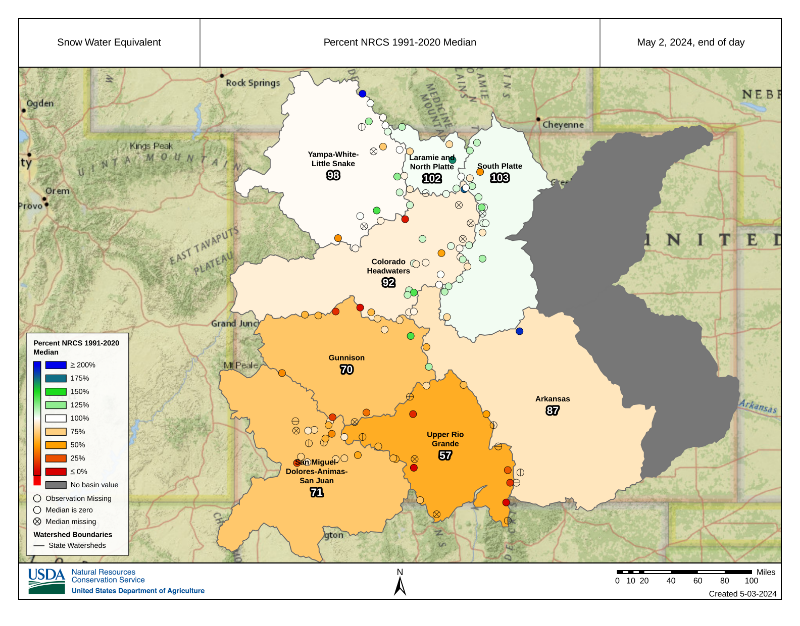 Snow Water Equivalent
Percent NRCS 1991-2020 Median
May 2, 2024, end of day
Rock Springs
Ogden
NEB
Cheyenne
Kings Peak
UINTA MOUNTAINS
Yampa-White-
Little Snake
98
Laramie and
North Platte
102
South Platte
103
Orem
Provo
EAST TAVAPUTS
PLATEAU
UNITED
Colorado
Headwaters
92
Grand Junct
Percent NRCS 1991-2020
Median
≥ 200%
175%
150%
125%
100%
75%
50%
25%
≤ 0%
No basin value
Observation Missing
Median is zero
Median missing
Watershed Boundaries
State Watersheds
Mt Peale
Gunnison
70
Arkansas
87
Arkansas
Upper Rio
Grande
57
San Miguel-
Dolores-Animas-
San Juan
71
gton
USDA
Natural Resources
Conservation Service
United States Department of Agriculture
N
Miles
0 10 20 40 60 80 100
Created 5-03-2024